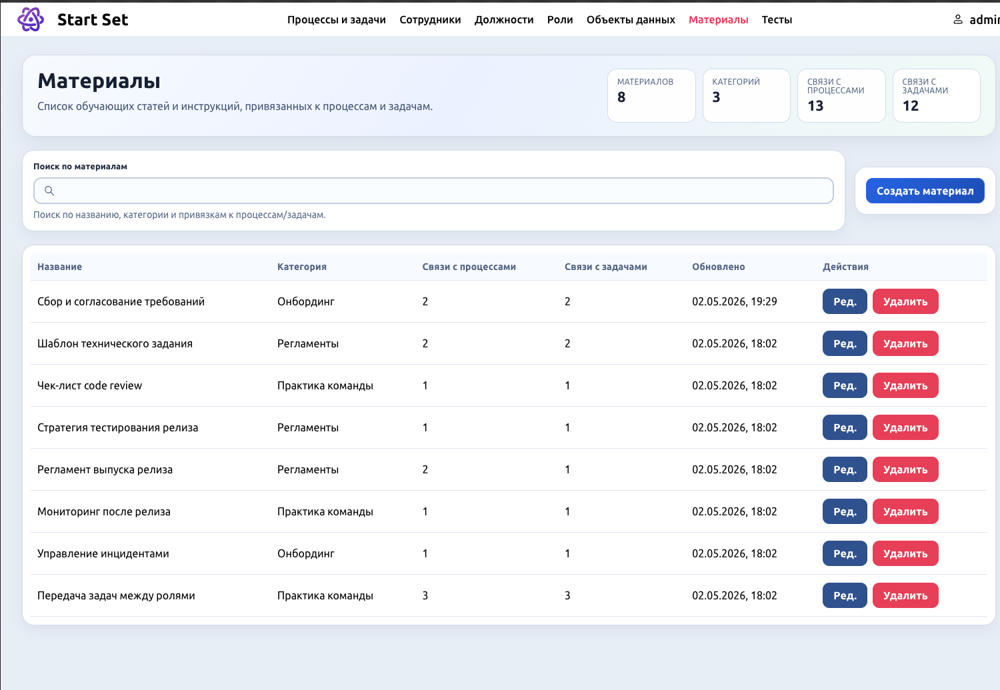 Start Set
Процессы и задачи Сотрудники Должности Роли Объекты данных Материалы Тесты
admin
Материалы
Список обучающих статей и инструкций, привязанных к процессам и задачам.
МАТЕРИАЛОВ
8
КАТЕГОРИЙ
3
СВЯЗИ С
ПРОЦЕССАМИ
13
СВЯЗИ С
ЗАДАЧАМИ
12
Поиск по материалам
Поиск по названию, категории и привязкам к процессам/задачам.
Создать материал
Название Категория Связи с процессами Связи с задачами Обновлено Действия
Сбор и согласование требований Онбординг 2 2 02.05.2026, 19:29 Ред. Удалить
Шаблон технического задания Регламенты 2 2 02.05.2026, 18:02 Ред. Удалить
Чек-лист code review Практика команды 1 1 02.05.2026, 18:02 Ред. Удалить
Стратегия тестирования релиза Регламенты 1 1 02.05.2026, 18:02 Ред. Удалить
Регламент выпуска релиза Регламенты 2 1 02.05.2026, 18:02 Ред. Удалить
Мониторинг после релиза Практика команды 1 1 02.05.2026, 18:02 Ред. Удалить
Управление инцидентами Онбординг 1 1 02.05.2026, 18:02 Ред. Удалить
Передача задач между ролями Практика команды 3 3 02.05.2026, 18:02 Ред. Удалить